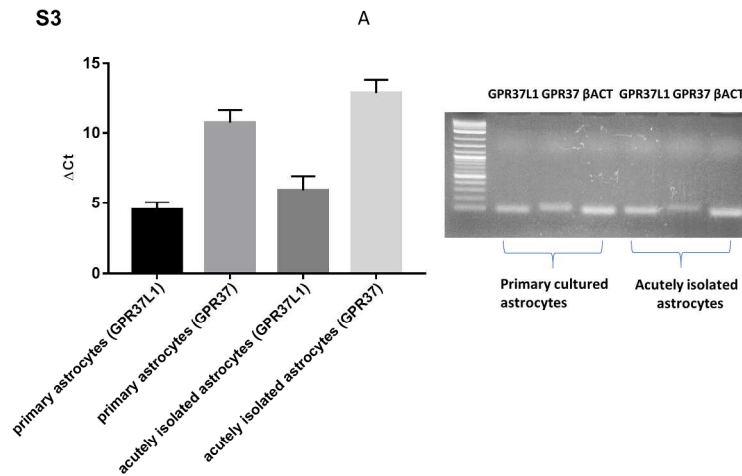 S3
A
15
10
5
0
ΔCt
primary astrocytes (GPR37L1)
primary astrocytes (GPR37)
acutely isolated astrocytes (GPR37L1)
acutely isolated astrocytes (GPR37)
GPR37L1 GPR37 βACT GPR37L1 GPR37 βACT
Primary cultured
astrocytes
Acutely isolated
astrocytes